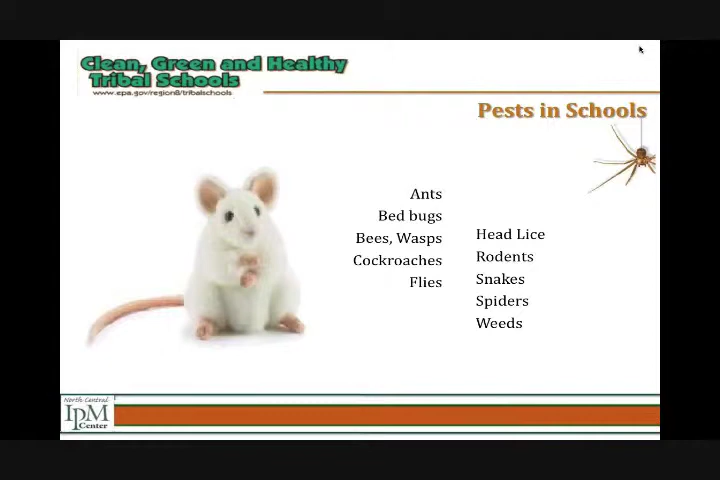 Clean, Green and Healthy
Tribal Schools
www.epa.gov/region8/tribalschools
Pests in Schools
Ants
Bed bugs
Bees, Wasps
Cockroaches
Flies
Head Lice
Rodents
Snakes
Spiders
Weeds
North Central
IPM
Center